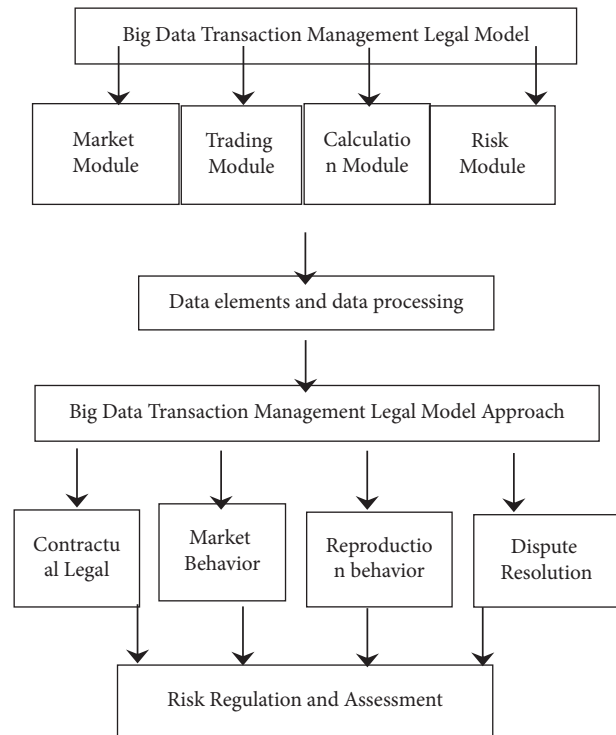 Big Data Transaction Management Legal Model
Market
Module
Trading
Module
Calculatio
n Module
Risk
Module
Data elements and data processing
Big Data Transaction Management Legal Model Approach
Contractu
al Legal
Market
Behavior
Reproductio
n behavior
Dispute
Resolution
Risk Regulation and Assessment